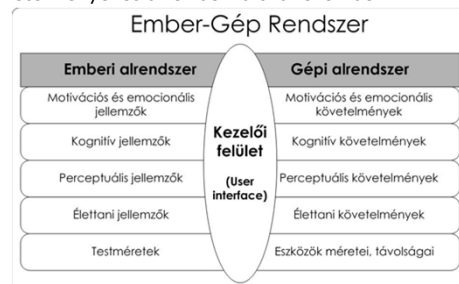 Ember-Gép Rendszer
Emberi alrendszer
Gépi alrendszer
Motivációs és emocionális
jellemzők
Kognitív jellemzők
Perceptuális jellemzők
Élettani jellemzők
Testméretek
Kezelői
felület
(User
interface)
Motivációs és emocionális
követelmények
Kognitív követelmények
Perceptuális követelmények
Élettani követelmények
Eszközök méretei, távolságai